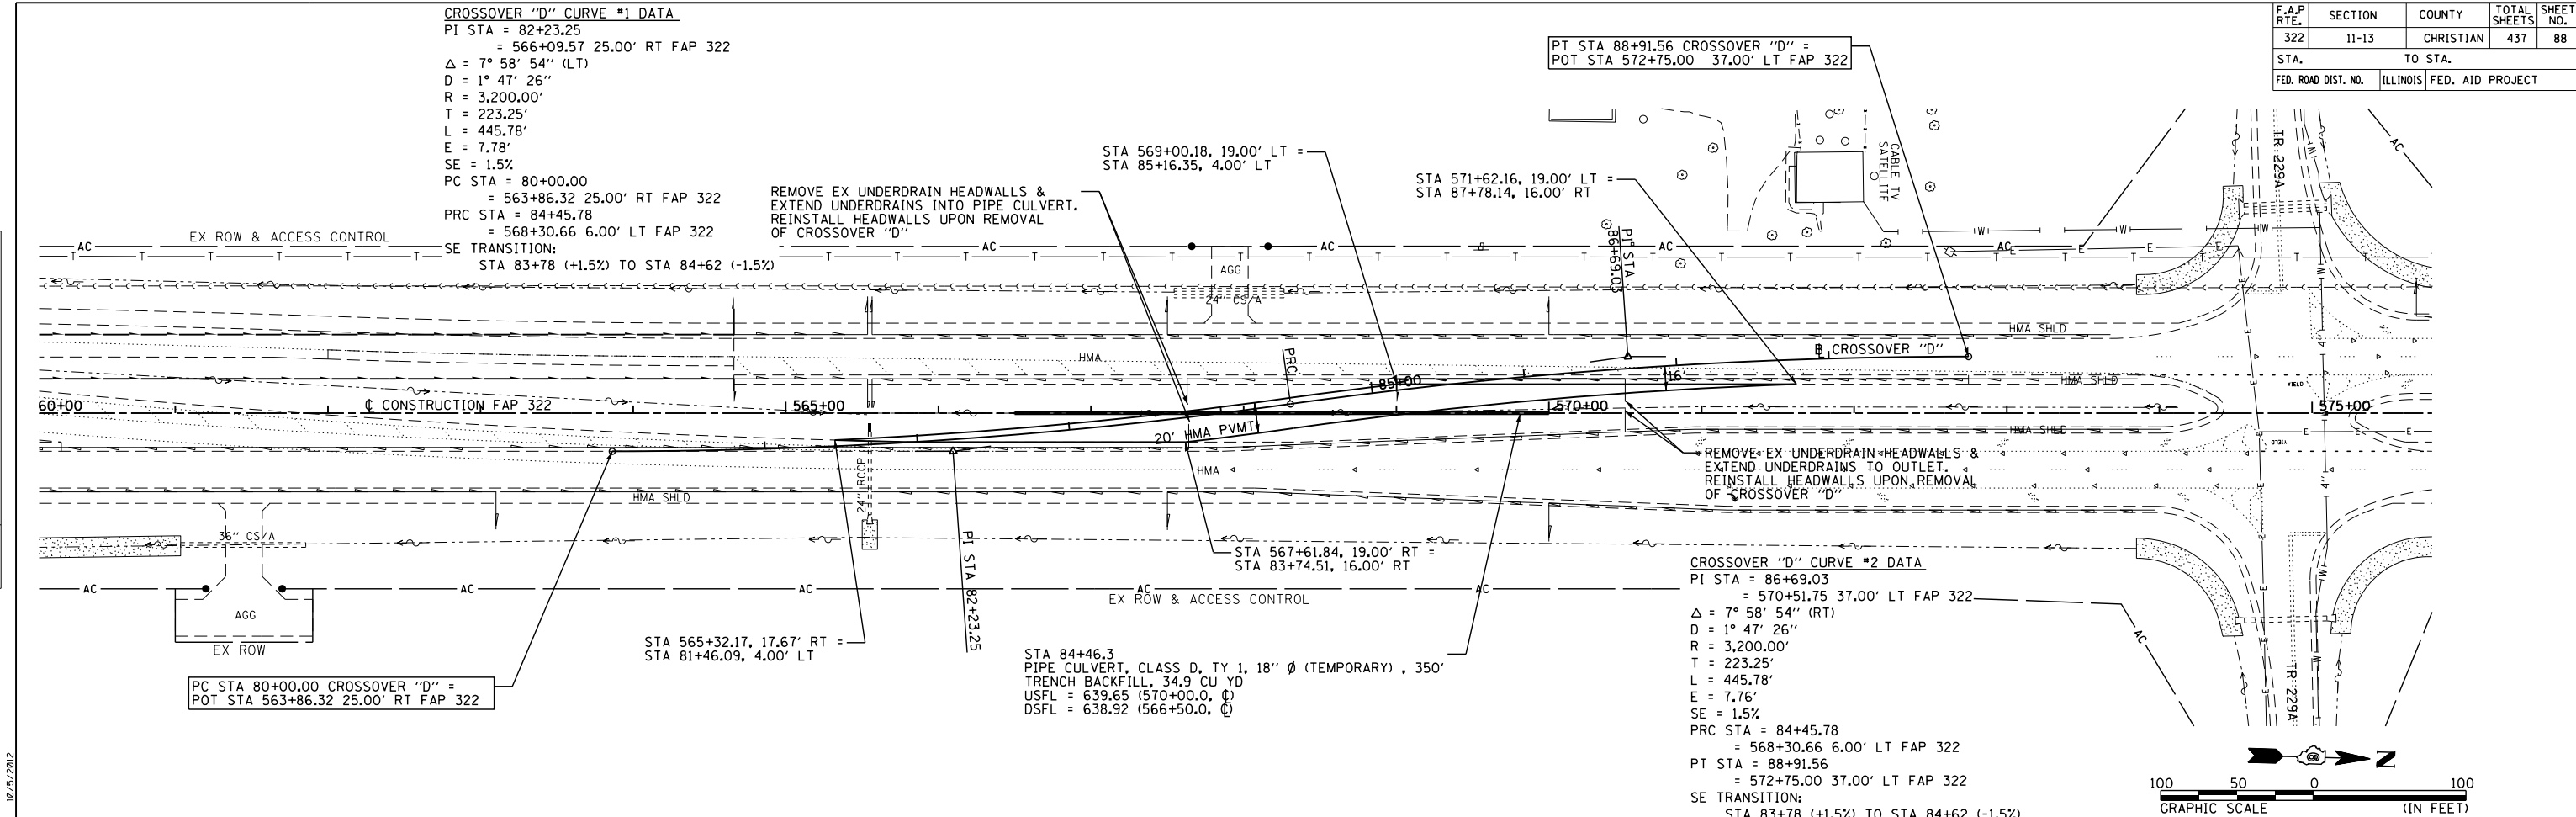 CROSSOVER "D" CURVE #1 DATA
PI STA = 82+23.25
= 566+09.57 25.00' RT FAP 322
Δ = 7° 58' 54" (LT)
D = 1° 47' 26"
R = 3,200.00'
T = 223.25'
L = 445.78'
E = 7.78'
SE = 1.5%
PC STA = 80+00.00
= 563+86.32 25.00' RT FAP 322
PRC STA = 84+45.78
= 568+30.66 6.00' LT FAP 322
SE TRANSITION:
STA 83+78 (+1.5%) TO STA 84+62 (-1.5%)
F.A.P RTE. SECTION COUNTY TOTAL SHEETS SHEET NO.
322 11-13 CHRISTIAN 437 88
STA. TO STA.
FED. ROAD DIST. NO. ILLINOIS FED. AID PROJECT
PT STA 88+91.56 CROSSOVER "D" =
POT STA 572+75.00 37.00' LT FAP 322
STA 569+00.18, 19.00' LT =
STA 85+16.35, 4.00' LT
STA 571+62.16, 19.00' LT =
STA 87+78.14, 16.00' RT
REMOVE EX UNDERDRAIN HEADWALLS &
EXTEND UNDERDRAINS INTO PIPE CULVERT.
REINSTALL HEADWALLS UPON REMOVAL
OF CROSSOVER "D"
CABLE TV
SATELLITE
TR 229A
AC
EX ROW & ACCESS CONTROL
AC AC AC AC AC
T T T T T T T T T
W W W W
E E E
AGG
24" CS/A
PI STA
86+69.03
HMA SHLD
HMA
PRC
℄ CROSSOVER "D"
85+00
16'
HMA SHLD
YIELD
60+00
℄ CONSTRUCTION FAP 322
565+00
570+00
575+00
20' HMA PVMT
HMA SHLD
YIELD
HMA
HMA SHLD
24" RCCP
4" W
REMOVE EX UNDERDRAIN HEADWALLS &
EXTEND UNDERDRAINS TO OUTLET.
REINSTALL HEADWALLS UPON REMOVAL
OF CROSSOVER "D"
36" CS/A
PI STA 82+23.25
STA 567+61.84, 19.00' RT =
STA 83+74.51, 16.00' RT
AC AC AC AC AC
EX ROW & ACCESS CONTROL
AGG
EX ROW
STA 565+32.17, 17.67' RT =
STA 81+46.09, 4.00' LT
PC STA 80+00.00 CROSSOVER "D" =
POT STA 563+86.32 25.00' RT FAP 322
STA 84+46.3
PIPE CULVERT, CLASS D, TY 1, 18" Ø (TEMPORARY) , 350'
TRENCH BACKFILL, 34.9 CU YD
USFL = 639.65 (570+00.0, ℄)
DSFL = 638.92 (566+50.0, ℄)
CROSSOVER "D" CURVE #2 DATA
PI STA = 86+69.03
= 570+51.75 37.00' LT FAP 322
Δ = 7° 58' 54" (RT)
D = 1° 47' 26"
R = 3,200.00'
T = 223.25'
L = 445.78'
E = 7.76'
SE = 1.5%
PRC STA = 84+45.78
= 568+30.66 6.00' LT FAP 322
PT STA = 88+91.56
= 572+75.00 37.00' LT FAP 322
SE TRANSITION:
STA 83+78 (+1.5%) TO STA 84+62 (-1.5%)
AC
TR 229A
N
100 50 0 100
GRAPHIC SCALE (IN FEET)
10/5/2012